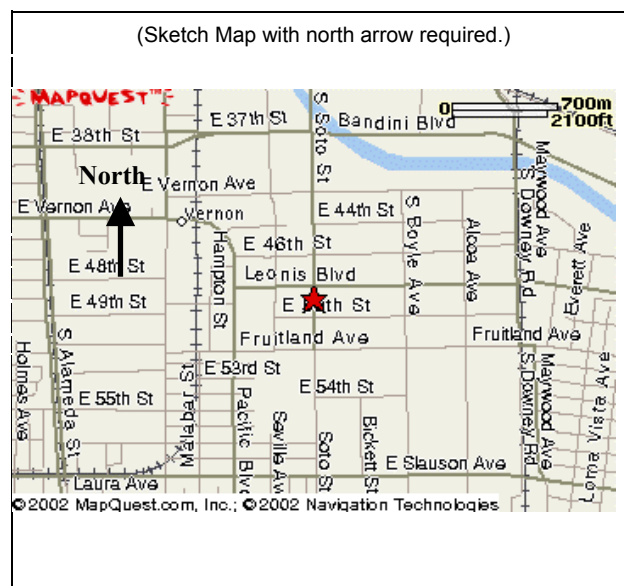 (Sketch Map with north arrow required.)
MAPQUEST™
0 700m
2100ft
E 37th St
S Soto St
Bandini Blvd
E 38th St
North
E Vernon Ave
Maywood Ave
S Downey Rd
E Vernon Ave
Vernon
E 44th St
S Boyle Ave
Alcoa Ave
Everett Ave
Hampton St
E 46th St
E 48th St
Leonis Blvd
E 49th St
Fruitland Ave
Fruitland Ave
S Alameda St
Holmes Ave
E 53rd St
S Downey Rd
Maywood Ave
Loma Vista Ave
E 54th St
E 55th St
Malabar St
Pacific Blvd
Seville Av
Soto St
Bickett St
E Slauson Ave
Laura Ave
©2002 MapQuest.com, Inc.; ©2002 Navigation Technologies